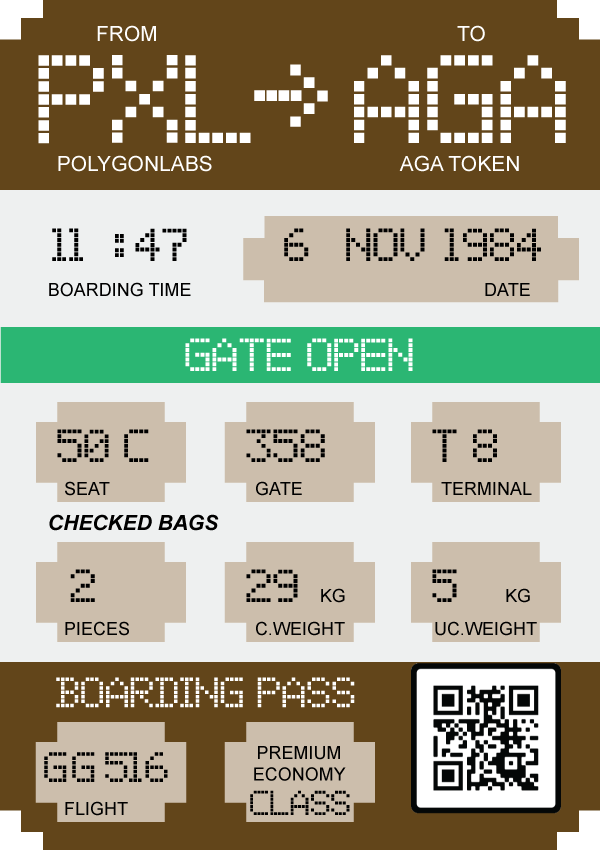 FROM TO
PXL → AGA
POLYGONLABS AGA TOKEN
11 :47 6 NOV 1984
BOARDING TIME DATE
GATE OPEN
50 C 358 T 8
SEAT GATE TERMINAL
CHECKED BAGS
2 29 KG 5 KG
PIECES C.WEIGHT UC.WEIGHT
BOARDING PASS
GG 516 PREMIUM
ECONOMY
FLIGHT CLASS